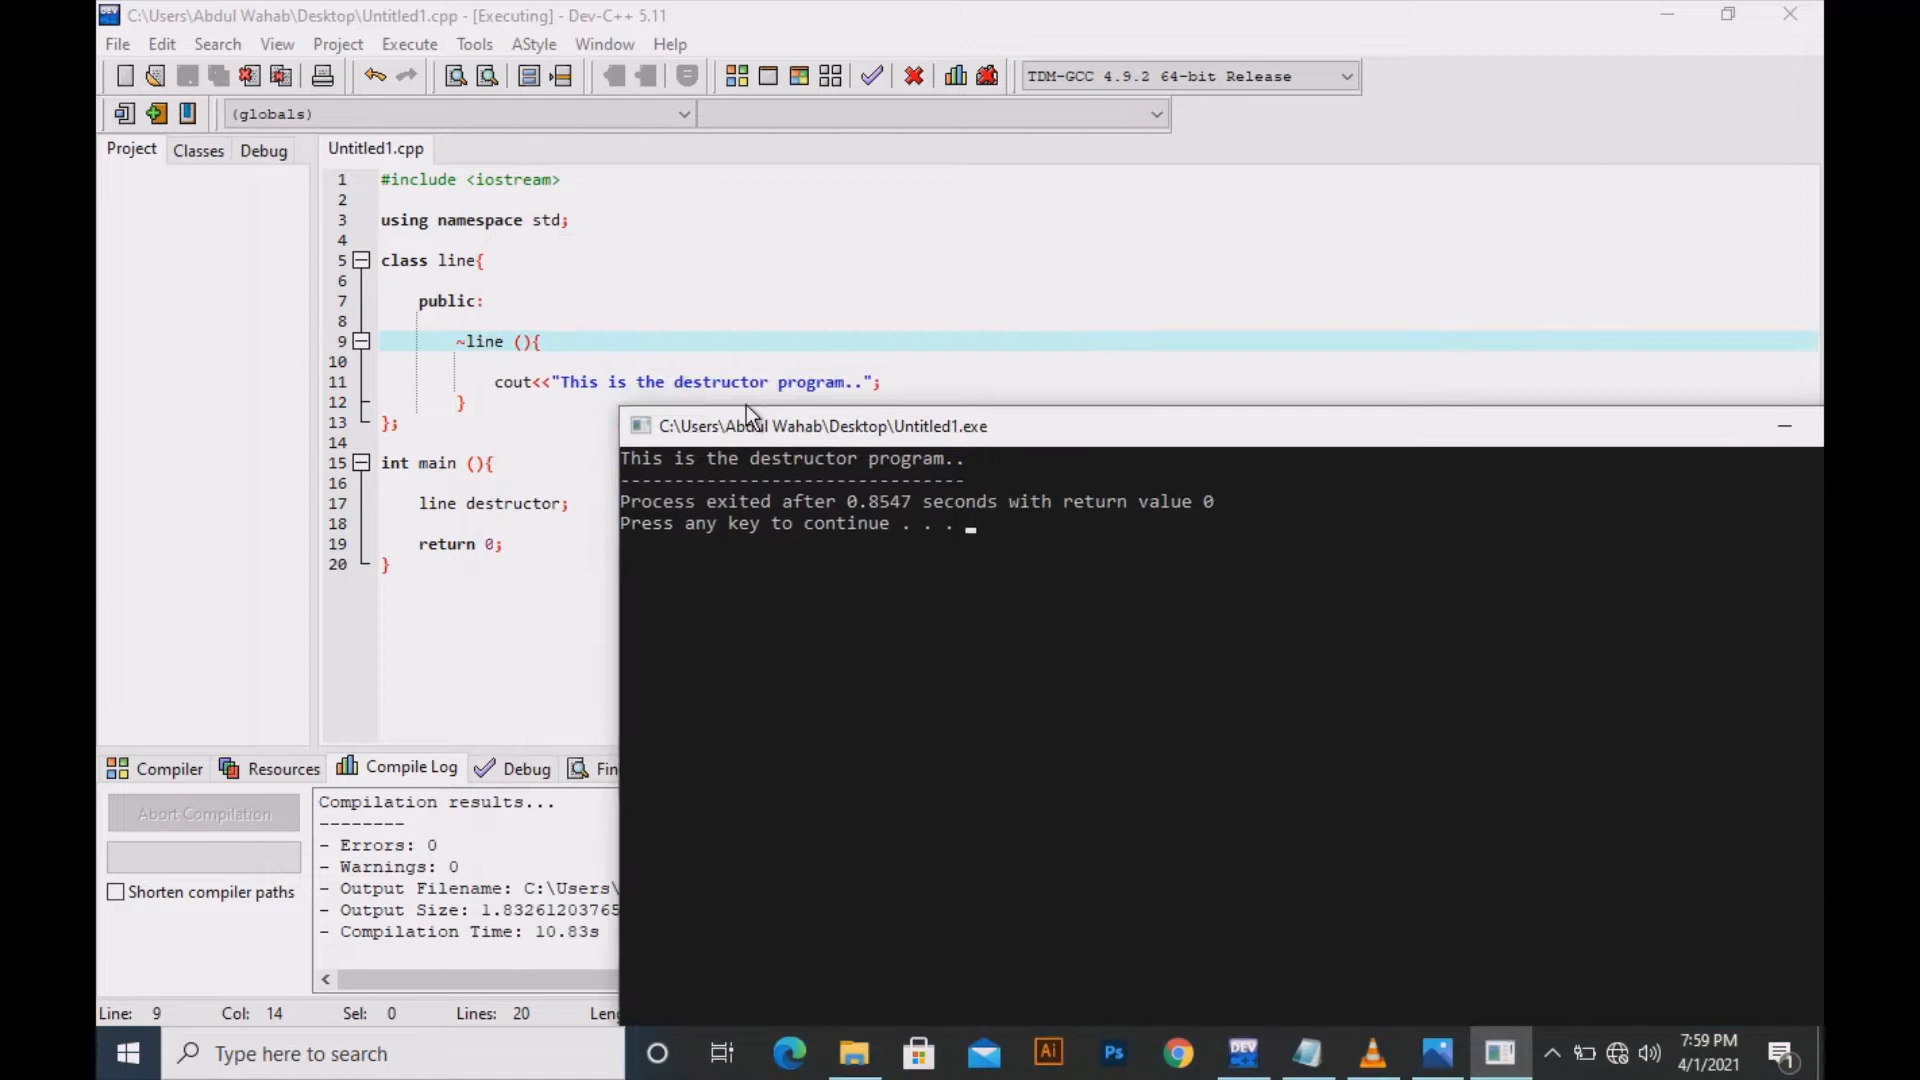 C:\Users\Abdul Wahab\Desktop\Untitled1.cpp - [Executing] - Dev-C++ 5.11
File Edit Search View Project Execute Tools AStyle Window Help
TDM-GCC 4.9.2 64-bit Release
(globals)
Project Classes Debug
Untitled1.cpp
1 #include <iostream>
2
3 using namespace std;
4
5 class line{
6
7 public:
8
9 ~line (){
10
11 cout<<"This is the destructor program..";
12 }
13 };
14
15 int main (){
16
17 line destructor;
18
19 return 0;
20 }
C:\Users\Abdul Wahab\Desktop\Untitled1.exe
This is the destructor program..
--------------------------------
Process exited after 0.8547 seconds with return value 0
Press any key to continue . . .
Compiler Resources Compile Log Debug
Abort Compilation
Shorten compiler paths
Compilation results...
--------
- Errors: 0
- Warnings: 0
- Output Filename: C:\Users\
- Output Size: 1.83261203765
- Compilation Time: 10.83s
Line: 9 Col: 14 Sel: 0 Lines: 20
Type here to search
DEV
Ai
Ps
DEV
7:59 PM
4/1/2021
1